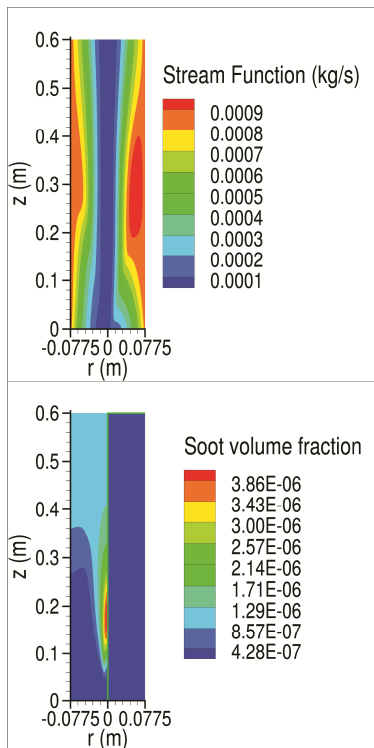 0.6
0.5
0.4
0.3
0.2
0.1
0
z (m)
-0.0775 0 0.0775
r (m)
Stream Function (kg/s)
0.0009
0.0008
0.0007
0.0006
0.0005
0.0004
0.0003
0.0002
0.0001
0.6
0.5
0.4
0.3
0.2
0.1
0
z (m)
-0.0775 0 0.0775
r (m)
Soot volume fraction
3.86E-06
3.43E-06
3.00E-06
2.57E-06
2.14E-06
1.71E-06
1.29E-06
8.57E-07
4.28E-07